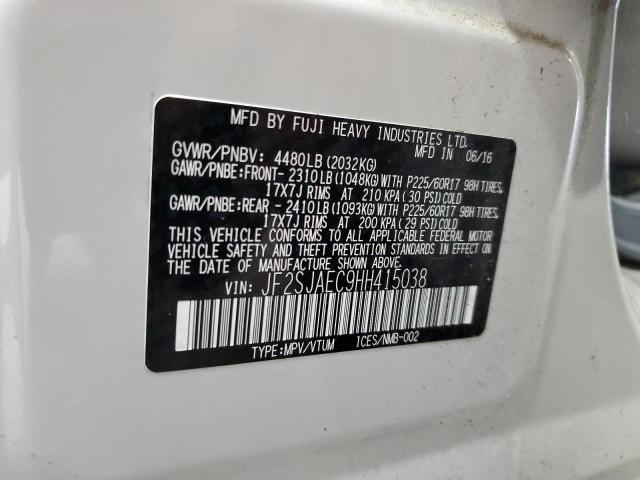 MFD BY FUJI HEAVY INDUSTRIES LTD.
MFD IN 06/16
GVWR/PNBV: 4480LB (2032KG)
GAWR/PNBE:FRONT- 2310LB (1048KG) WITH P225/60R17 98H TIRES,
17X7J RIMS AT 210 KPA ( 30 PSI) COLD
GAWR/PNBE:REAR - 2410LB (1093KG) WITH P225/60R17 98H TIRES,
17X7J RIMS AT 200 KPA ( 29 PSI) COLD
THIS VEHICLE CONFORMS TO ALL APPLICABLE FEDERAL MOTOR
VEHICLE SAFETY AND THEFT PREVENTION STANDARDS IN EFFECT ON
THE DATE OF MANUFACTURE SHOWN ABOVE.
VIN: JF2SJAEC9HH415038
TYPE:MPV/VTUM ICES/NMB-002